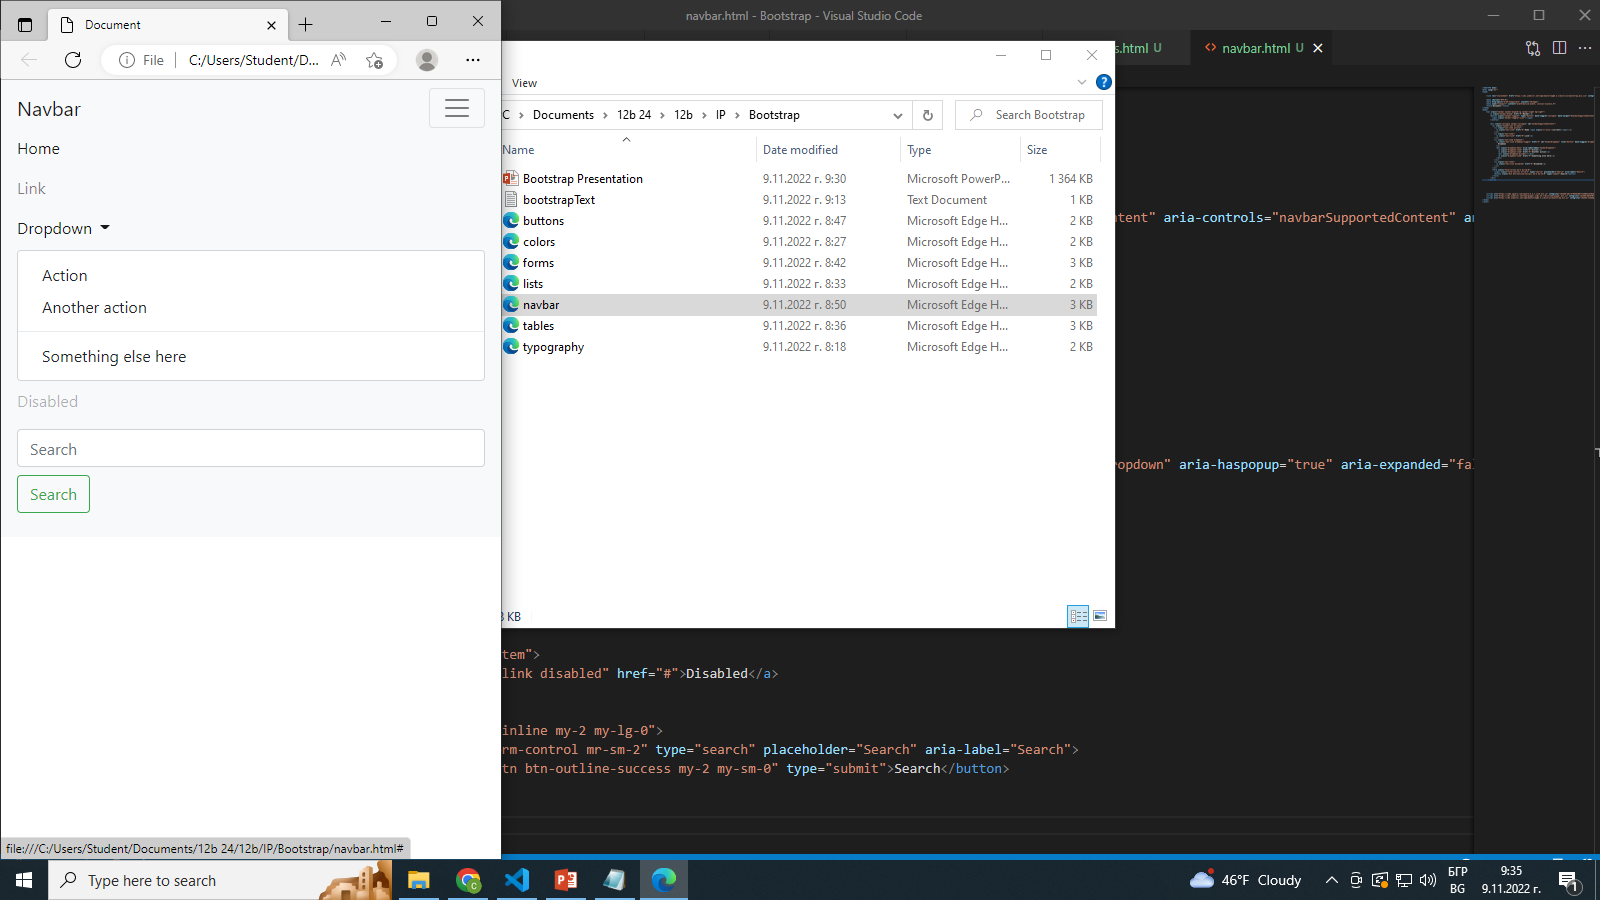 Document
File
C:/Users/Student/D...
Navbar
Home
Link
Dropdown
Action
Another action
Something else here
Disabled
Search
Search
file:///C:/Users/Student/Documents/12b 24/12b/IP/Bootstrap/navbar.html#
navbar.html - Bootstrap - Visual Studio Code
s.html U
navbar.html U
View
C > Documents > 12b 24 > 12b > IP > Bootstrap
Search Bootstrap
Name Date modified Type Size
Bootstrap Presentation 9.11.2022 г. 9:30 Microsoft PowerP... 1 364 KB
bootstrapText 9.11.2022 г. 9:13 Text Document 1 KB
buttons 9.11.2022 г. 8:47 Microsoft Edge H... 2 KB
colors 9.11.2022 г. 8:27 Microsoft Edge H... 2 KB
forms 9.11.2022 г. 8:42 Microsoft Edge H... 3 KB
lists 9.11.2022 г. 8:33 Microsoft Edge H... 2 KB
navbar 9.11.2022 г. 8:50 Microsoft Edge H... 3 KB
tables 9.11.2022 г. 8:36 Microsoft Edge H... 3 KB
typography 9.11.2022 г. 8:18 Microsoft Edge H... 2 KB
KB
tent" aria-controls="navbarSupportedContent" a
ropdown" aria-haspopup="true" aria-expanded="fal
tem">
link disabled" href="#">Disabled</a>
inline my-2 my-lg-0">
rm-control mr-sm-2" type="search" placeholder="Search" aria-label="Search">
tn btn-outline-success my-2 my-sm-0" type="submit">Search</button>
Type here to search
46°F Cloudy
БГР
BG
9:35
9.11.2022 г.
1